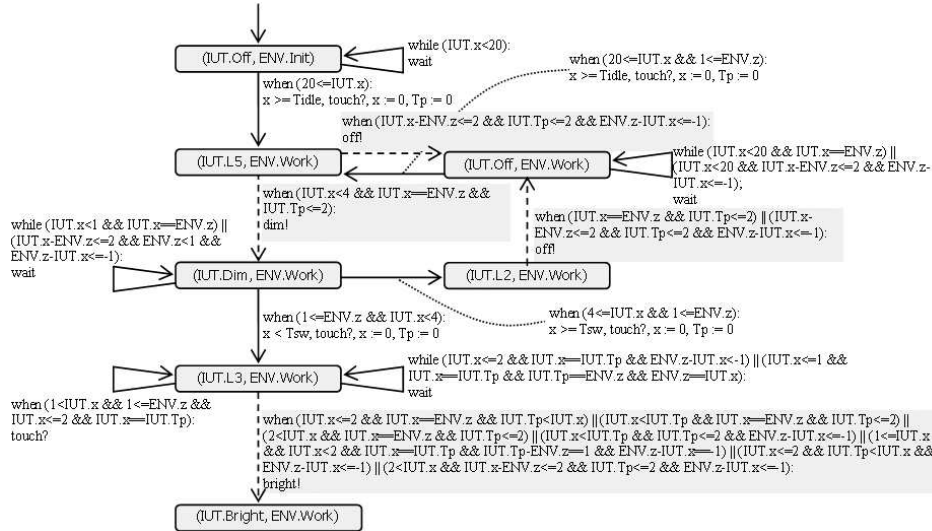 (IUT.Off, ENV.Init)
while (IUT.x<20):
wait
when (20<=IUT.x):
x >= Tidle, touch?, x := 0, Tp := 0
when (20<=IUT.x && 1<=ENV.z):
x >= Tidle, touch?, x := 0, Tp := 0
when (IUT.x-ENV.z<=2 && IUT.Tp<=2 && ENV.z-IUT.x<=-1):
off!
(IUT.L5, ENV.Work)
(IUT.Off, ENV.Work)
while (IUT.x<20 && IUT.x==ENV.z) ||
(IUT.x<20 && IUT.x-ENV.z<=2 && ENV.z-
IUT.x<=-1);
wait
when (IUT.x<4 && IUT.x==ENV.z &&
IUT.Tp<=2):
dim!
when (IUT.x==ENV.z && IUT.Tp<=2) || (IUT.x-
ENV.z<=2 && IUT.Tp<=2 && ENV.z-IUT.x<=-1):
off!
while (IUT.x<1 && IUT.x==ENV.z) ||
(IUT.x-ENV.z<=2 && ENV.z<1 &&
ENV.z-IUT.x<=-1):
wait
(IUT.Dim, ENV.Work)
(IUT.L2, ENV.Work)
when (1<=ENV.z && IUT.x<4):
x < Tsw, touch?, x := 0, Tp := 0
when (4<=IUT.x && 1<=ENV.z):
x >= Tsw, touch?, x := 0, Tp := 0
(IUT.L3, ENV.Work)
while (IUT.x<=2 && IUT.x==IUT.Tp && ENV.z-IUT.x<-1) || (IUT.x<=1 &&
IUT.x==IUT.Tp && IUT.Tp==ENV.z && ENV.z==IUT.x):
wait
when (1<IUT.x && 1<=ENV.z &&
IUT.x<=2 && IUT.x==IUT.Tp):
touch?
when (IUT.x<=2 && IUT.x==ENV.z && IUT.Tp<IUT.x) || (IUT.x<IUT.Tp && IUT.x==ENV.z && IUT.Tp<=2) ||
(2<IUT.x && IUT.x==ENV.z && IUT.Tp<=2) || (IUT.x<IUT.Tp && IUT.Tp<=2 && ENV.z-IUT.x<=-1) || (1<=IUT.x
&& IUT.x<2 && IUT.x==IUT.Tp && IUT.Tp-ENV.z==1 && ENV.z-IUT.x==-1) || (IUT.x<=2 && IUT.Tp<IUT.x &&
ENV.z-IUT.x<=-1) || (2<IUT.x && IUT.x-ENV.z<=2 && IUT.Tp<=2 && ENV.z-IUT.x<=-1):
bright!
(IUT.Bright, ENV.Work)